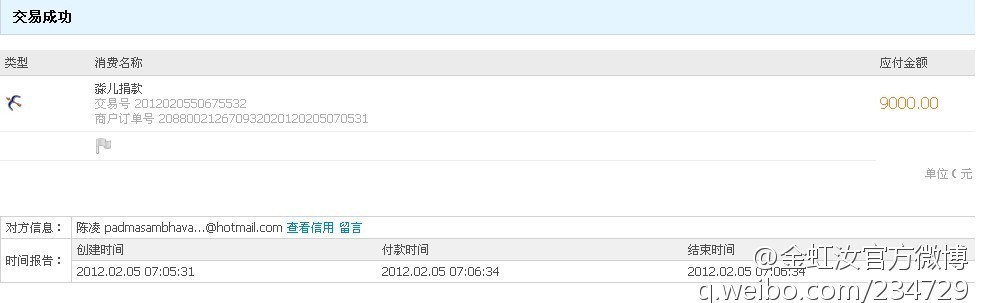 交易成功
类型 消费名称 应付金额
淼儿捐款
交易号 2012020550675532
9000.00
商户订单号 2088002126709320201202050705​31
单位（元
对方信息： 陈凌 padmasambhava...@hotmail.com 查看信用 留言
时间报告： 创建时间 付款时间 结束时间
2012.02.05 07:05:31 2012.02.05 07:06:34 2012.02.05 07:06:34
@金虹汝官方微博
q.weibo.com/234729